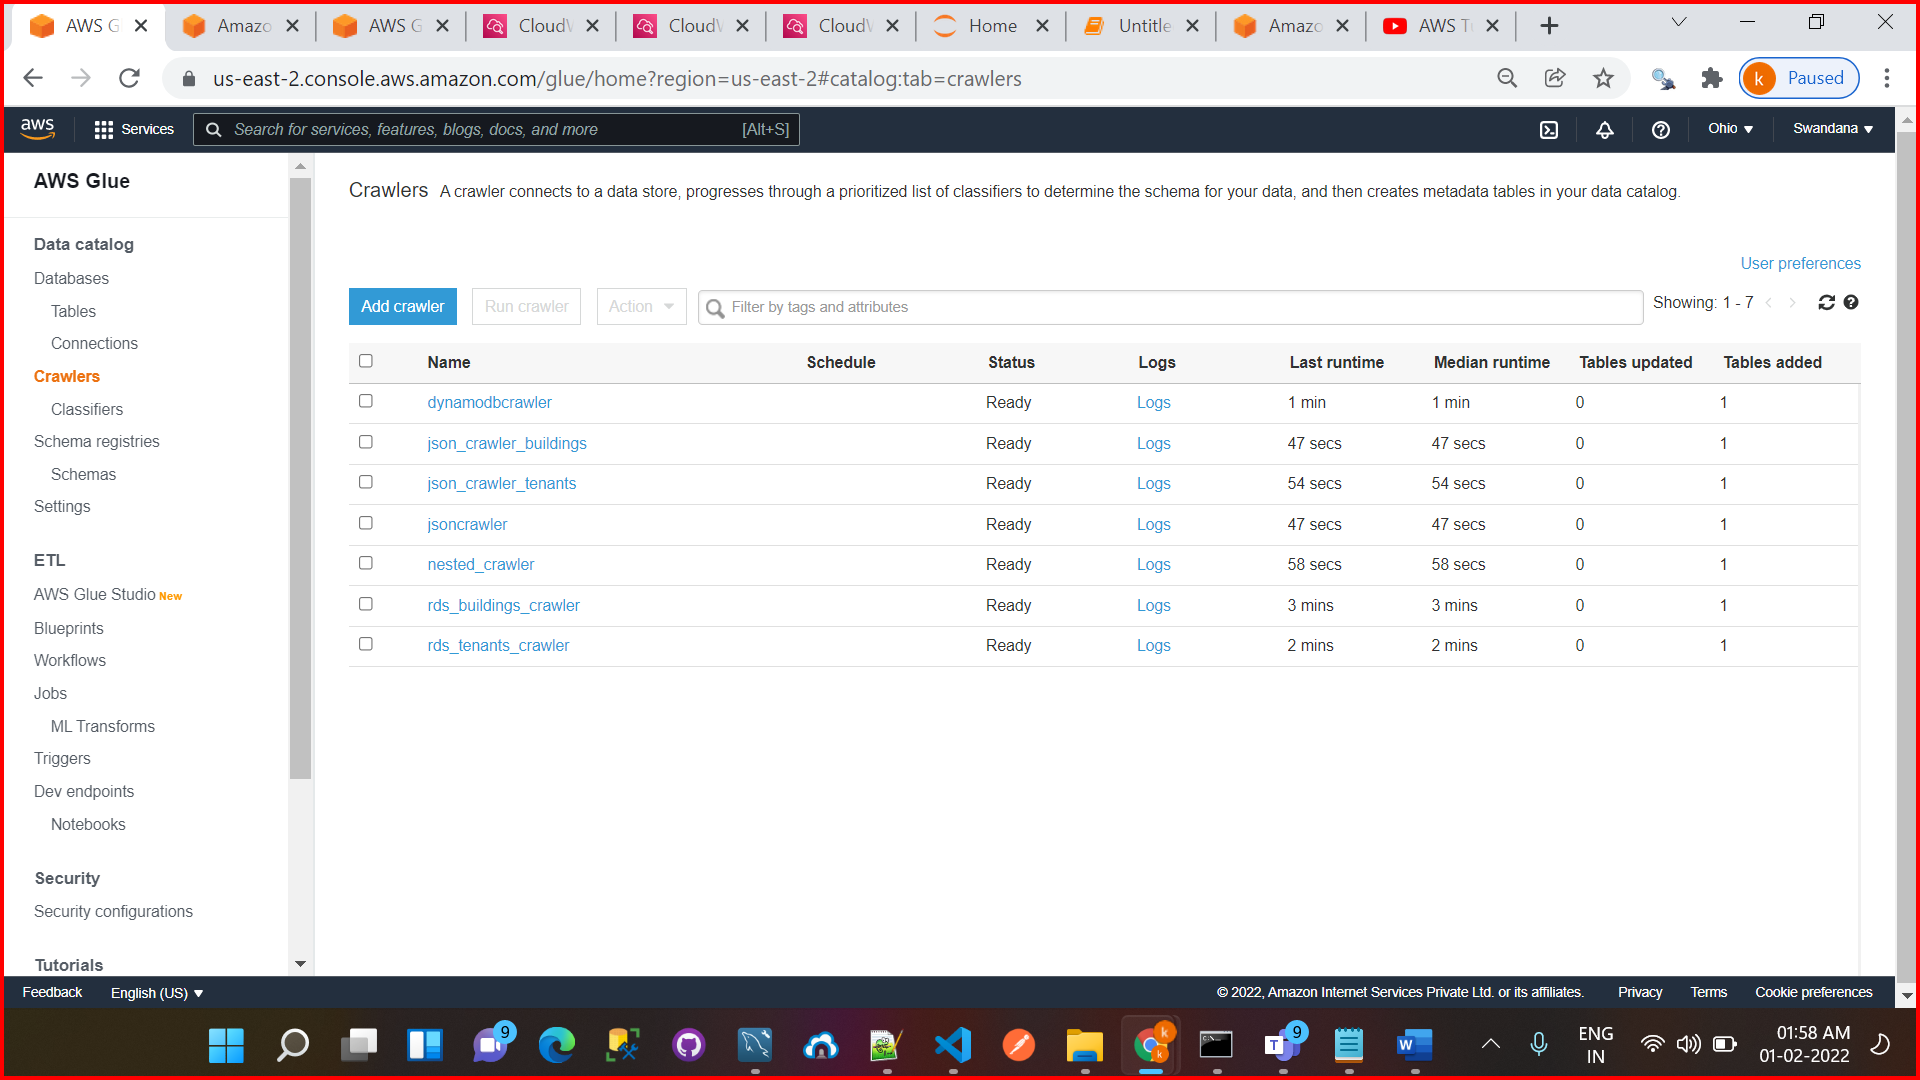 AWS G
Amazo
AWS G
CloudW
CloudW
CloudW
Home
Untitle
Amazo
AWS Tu
us-east-2.console.aws.amazon.com/glue/home?region=us-east-2#catalog:tab=crawlers
k Paused
aws
Services
Search for services, features, blogs, docs, and more [Alt+S]
Ohio
Swandana
AWS Glue
Data catalog
Databases
Tables
Connections
Crawlers
Classifiers
Schema registries
Schemas
Settings
ETL
AWS Glue Studio New
Blueprints
Workflows
Jobs
ML Transforms
Triggers
Dev endpoints
Notebooks
Security
Security configurations
Tutorials
Crawlers A crawler connects to a data store, progresses through a prioritized list of classifiers to determine the schema for your data, and then creates metadata tables in your data catalog.
User preferences
Add crawler Run crawler Action Filter by tags and attributes Showing: 1 - 7
Name Schedule Status Logs Last runtime Median runtime Tables updated Tables added
dynamodbcrawler Ready Logs 1 min 1 min 0 1
json_crawler_buildings Ready Logs 47 secs 47 secs 0 1
json_crawler_tenants Ready Logs 54 secs 54 secs 0 1
jsoncrawler Ready Logs 47 secs 47 secs 0 1
nested_crawler Ready Logs 58 secs 58 secs 0 1
rds_buildings_crawler Ready Logs 3 mins 3 mins 0 1
rds_tenants_crawler Ready Logs 2 mins 2 mins 0 1
Feedback English (US) © 2022, Amazon Internet Services Private Ltd. or its affiliates. Privacy Terms Cookie preferences
9
9
ENG
IN
01:58 AM
01-02-2022